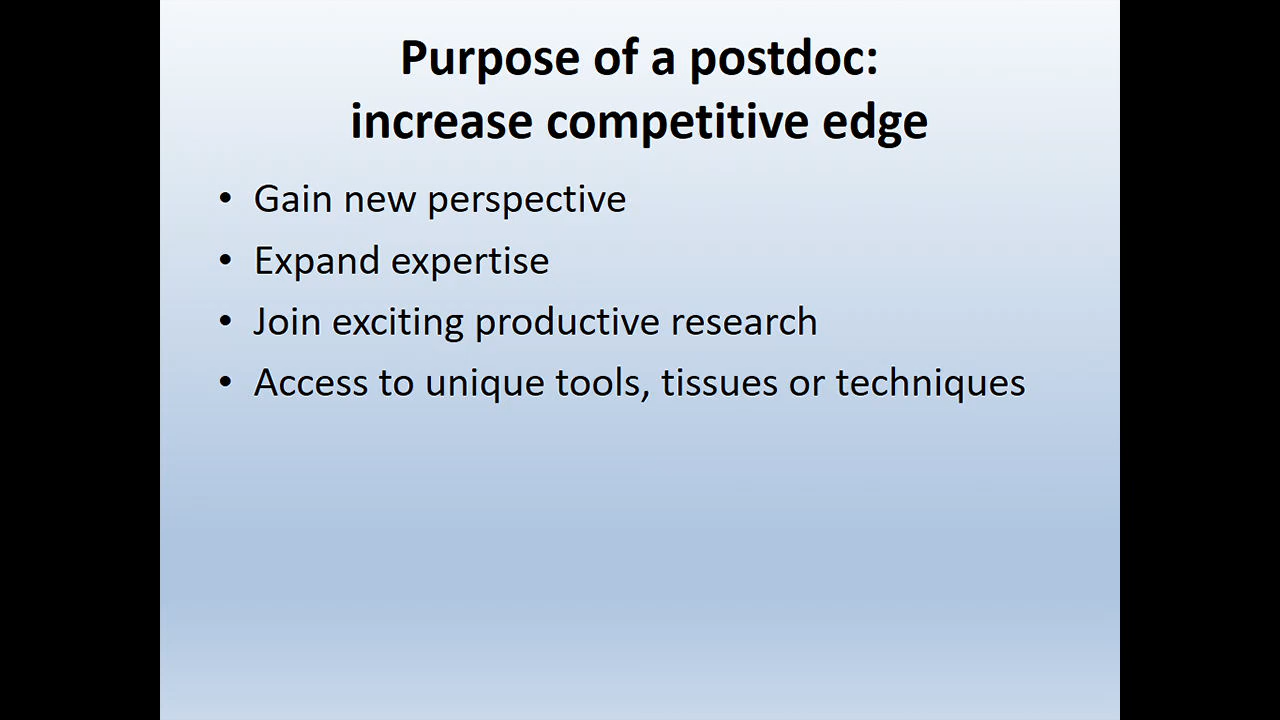 Purpose of a postdoc:
increase competitive edge
• Gain new perspective
• Expand expertise
• Join exciting productive research
• Access to unique tools, tissues or techniques